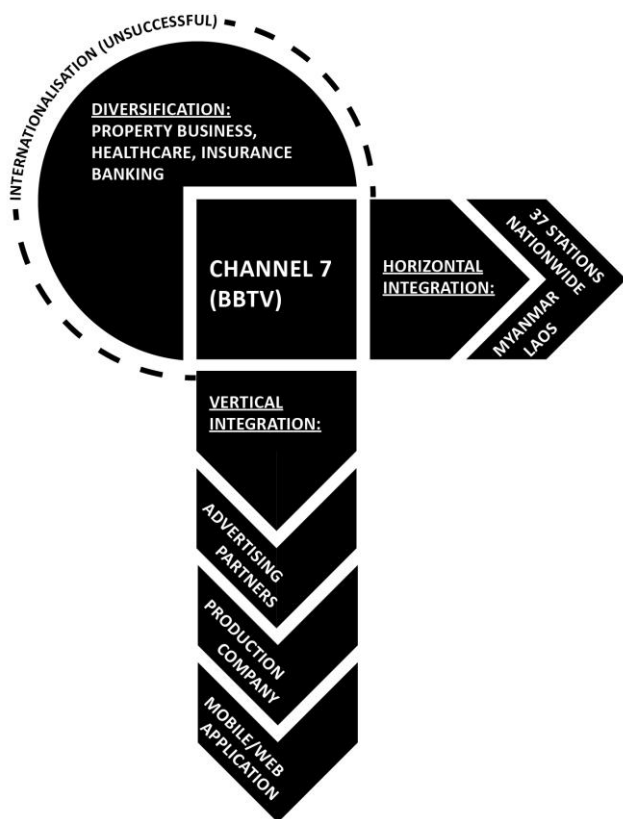 INTERNATIONALISATION (UNSUCCESSFUL)
DIVERSIFICATION:
PROPERTY BUSINESS,
HEALTHCARE, INSURANCE
BANKING
CHANNEL 7
(BBTV)
HORIZONTAL
INTEGRATION:
37 STATIONS
NATIONWIDE
MYANMAR
LAOS
VERTICAL
INTEGRATION:
ADVERTISING
PARTNERS
PRODUCTION
COMPANY
MOBILE/WEB
APPLICATION